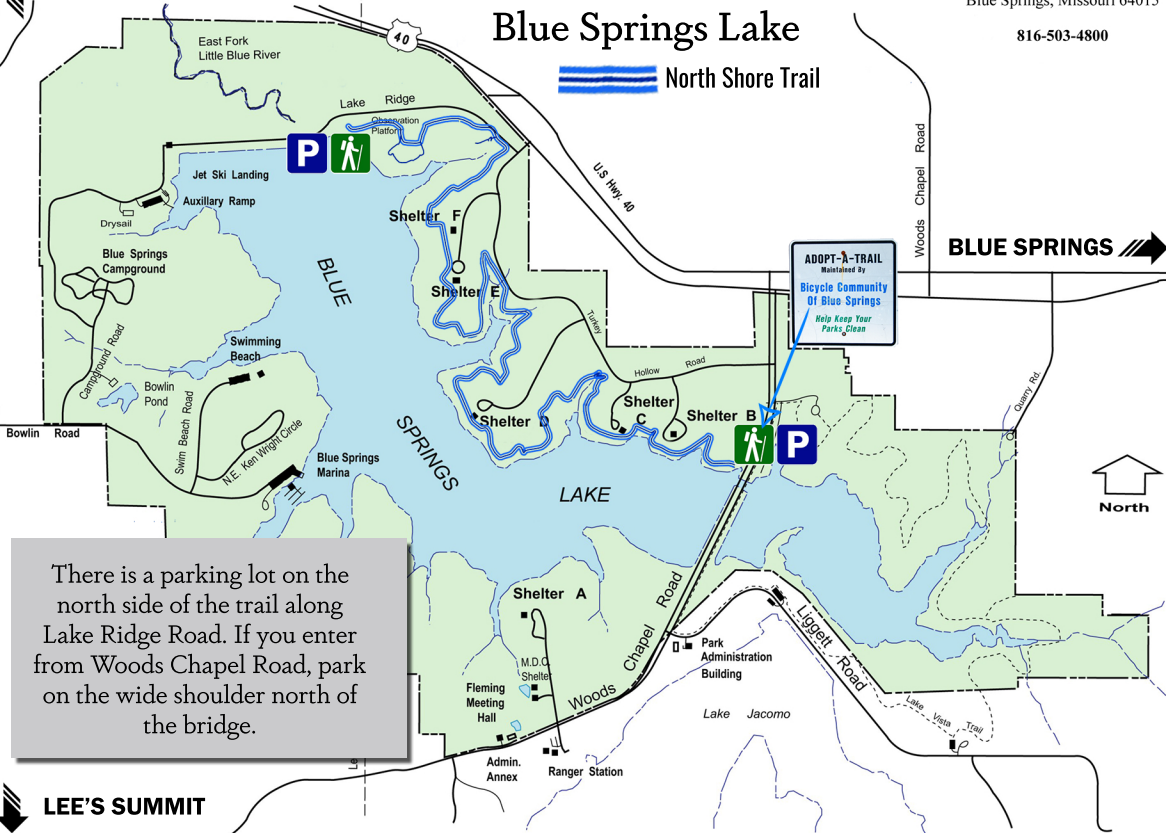 Blue Springs, Missouri 64015
816-503-4800
Blue Springs Lake
North Shore Trail
40
East Fork
Little Blue River
Lake Ridge
Observation
Platform
P
Jet Ski Landing
Auxillary Ramp
Drysail
Blue Springs
Campground
Shelter F
Shelter E
U.S Hwy. 40
Woods Chapel Road
BLUE SPRINGS
ADOPT-A-TRAIL
Maintained By
Bicycle Community
Of Blue Springs
Help Keep Your
Parks Clean
BLUE
SPRINGS
LAKE
Turkey
Hollow Road
Campground Road
Swimming
Beach
Bowlin
Pond
Bowlin Road
Swim Beach Road
N.E. Ken Wright Circle
Blue Springs
Marina
Shelter D
Shelter
C
Shelter B
P
Quarry Rd.
North
There is a parking lot on the
north side of the trail along
Lake Ridge Road. If you enter
from Woods Chapel Road, park
on the wide shoulder north of
the bridge.
Shelter A
M.D.C.
Shelter
Fleming
Meeting
Hall
Woods Chapel Road
Park
Administration
Building
Liggett Road
Lake Jacomo
Lake Vista Trail
Admin.
Annex
Ranger Station
Le
LEE'S SUMMIT